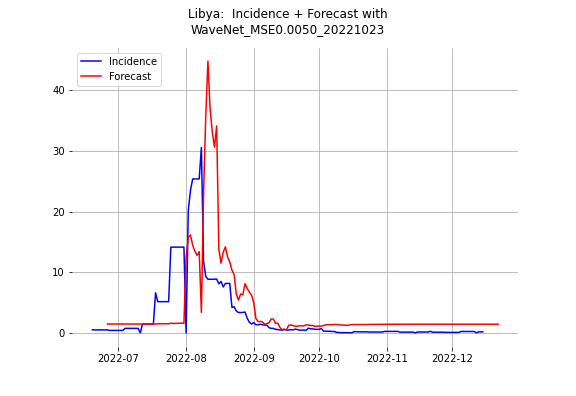 Libya:  Incidence + Forecast with
WaveNet_MSE0.0050_20221023
Incidence
Forecast
40
30
20
10
0
2022-07 2022-08 2022-09 2022-10 2022-11 2022-12